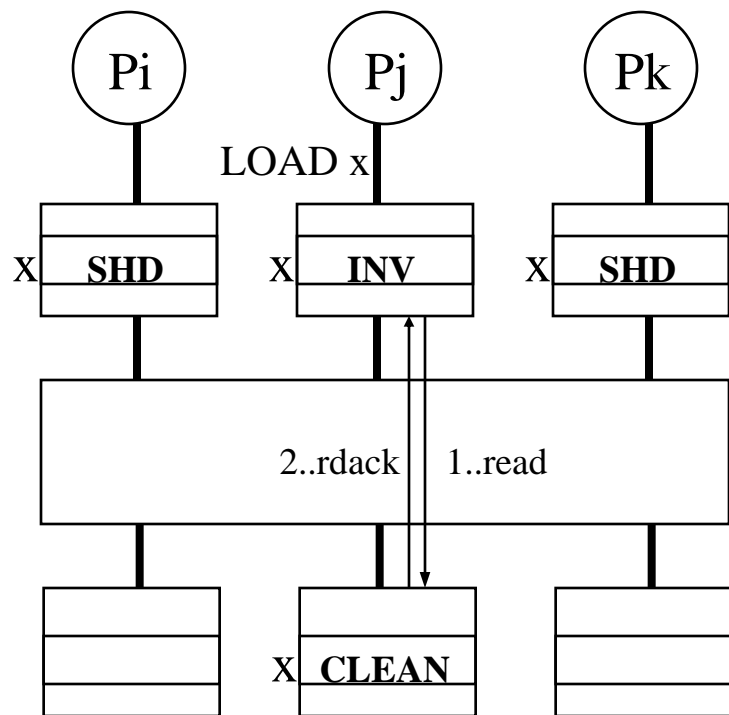 Pi Pj Pk
LOAD x
X SHD X INV X SHD
2..rdack 1..read
X CLEAN